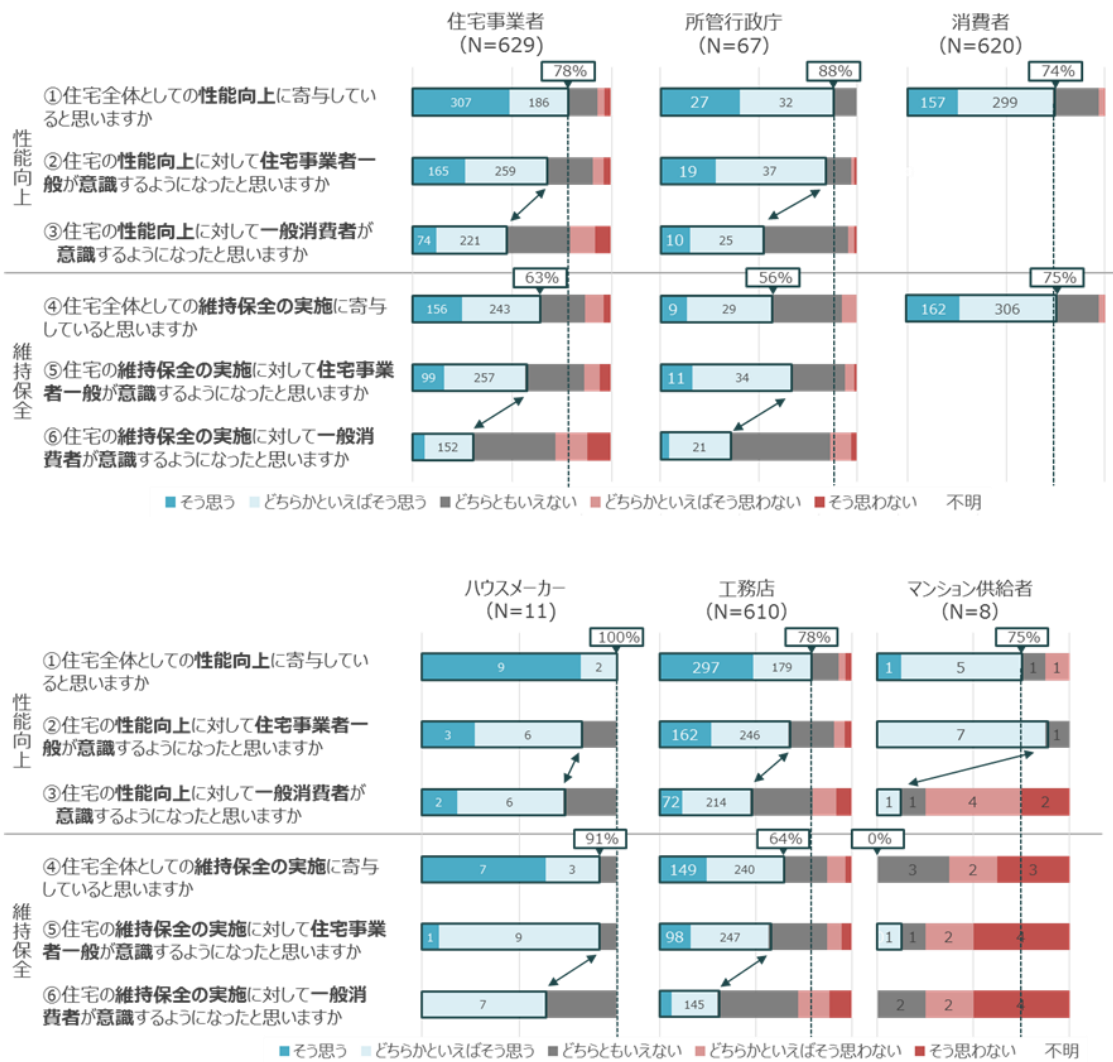 住宅事業者 所管行政庁 消費者
(N=629) (N=67) (N=620)
78% 88% 74%
性能向上
①住宅全体としての性能向上に寄与してい
ると思いますか
307 186 27 32 157 299
②住宅の性能向上に対して住宅事業者一
般が意識するようになったと思いますか
165 259 19 37
③住宅の性能向上に対して一般消費者が
意識するようになったと思いますか
74 221 10 25
63% 56% 75%
維持保全
④住宅全体としての維持保全の実施に寄与
していると思いますか
156 243 9 29 162 306
⑤住宅の維持保全の実施に対して住宅事業
者一般が意識するようになったと思いますか
99 257 11 34
⑥住宅の維持保全の実施に対して一般消
費者が意識するようになったと思いますか
152 21
そう思う どちらかといえばそう思う どちらともいえない どちらかといえばそう思わない そう思わない 不明
ハウスメーカー 工務店 マンション供給者
(N=11) (N=610) (N=8)
100% 78% 75%
性能向上
①住宅全体としての性能向上に寄与してい
ると思いますか
9 2 297 179 1 5 1 1
②住宅の性能向上に対して住宅事業者一
般が意識するようになったと思いますか
3 6 162 246 7 1
③住宅の性能向上に対して一般消費者が
意識するようになったと思いますか
2 6 72 214 1 1 4 2
91% 64% 0%
維持保全
④住宅全体としての維持保全の実施に寄与
していると思いますか
7 3 149 240 3 2 3
⑤住宅の維持保全の実施に対して住宅事業
者一般が意識するようになったと思いますか
1 9 98 247 1 1 2 4
⑥住宅の維持保全の実施に対して一般消
費者が意識するようになったと思いますか
7 145 2 2 4
そう思う どちらかといえばそう思う どちらともいえない どちらかといえばそう思わない そう思わない 不明